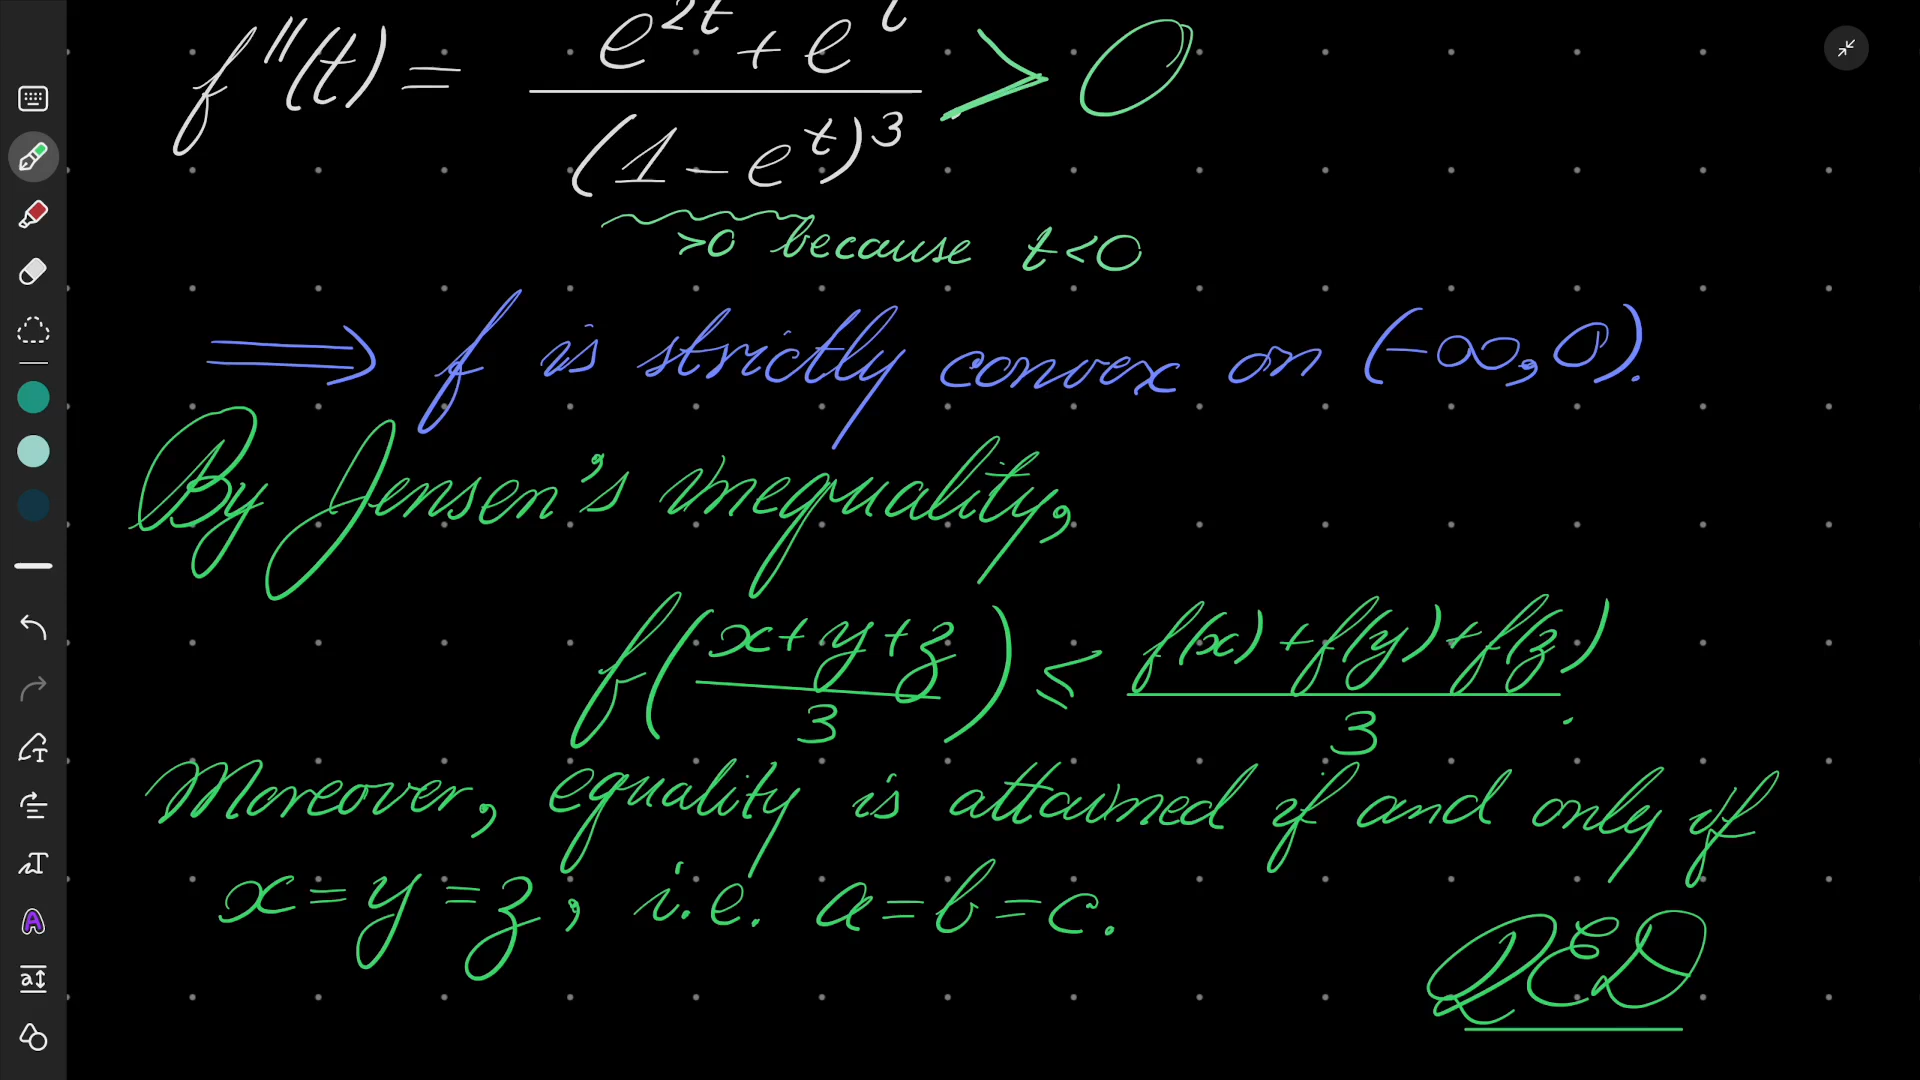 f''(t) = (e^{2t} + e^t) / (1 - e^t)^3 > 0
>0 because t<0
⟹ f is strictly convex on (-∞, 0).
By Jensen's inequality,
f((x+y+z)/3) ≤ (f(x)+f(y)+f(z))/3.
Moreover, equality is attained if and only if
x=y=z, i.e. a=b=c.
QED